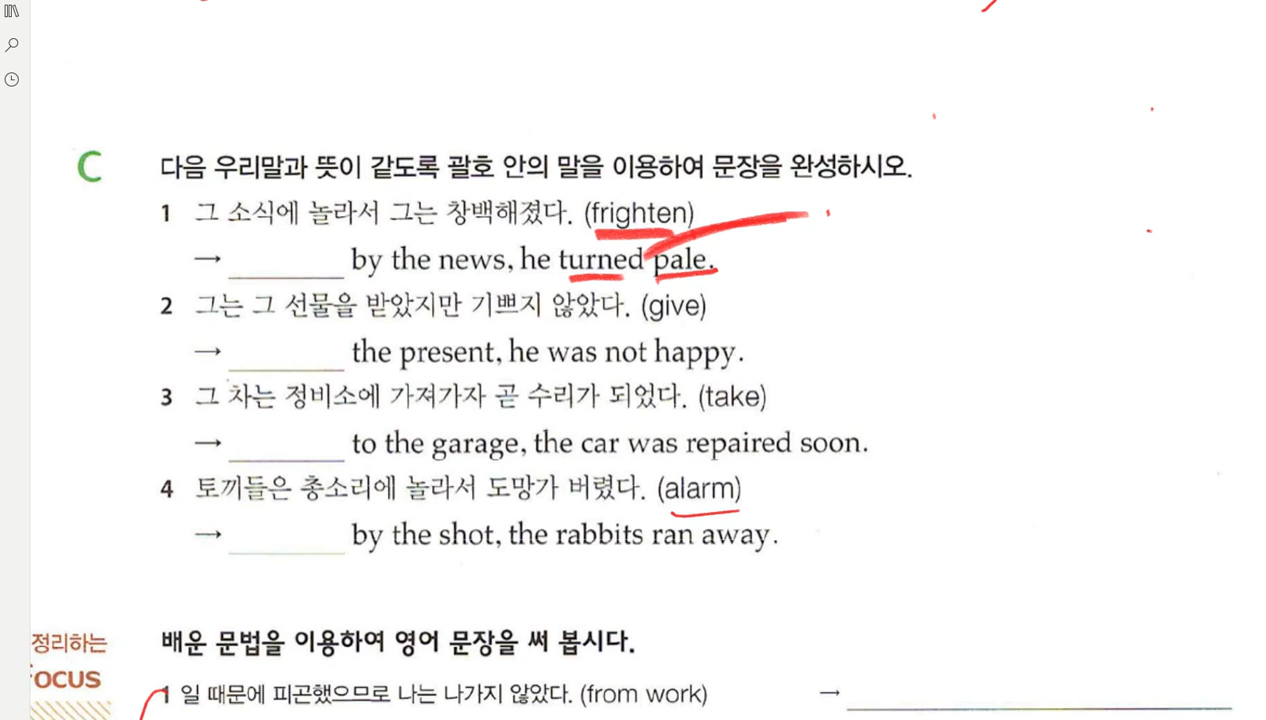 C 다음 우리말과 뜻이 같도록 괄호 안의 말을 이용하여 문장을 완성하시오.
1 그 소식에 놀라서 그는 창백해졌다. (frighten)
→ ________ by the news, he turned pale.
2 그는 그 선물을 받았지만 기쁘지 않았다. (give)
→ ________ the present, he was not happy.
3 그 차는 정비소에 가져가자 곧 수리가 되었다. (take)
→ ________ to the garage, the car was repaired soon.
4 토끼들은 총소리에 놀라서 도망가 버렸다. (alarm)
→ ________ by the shot, the rabbits ran away.
정리하는 배운 문법을 이용하여 영어 문장을 써 봅시다.
FOCUS
1 일 때문에 피곤했으므로 나는 나가지 않았다. (from work) → ________